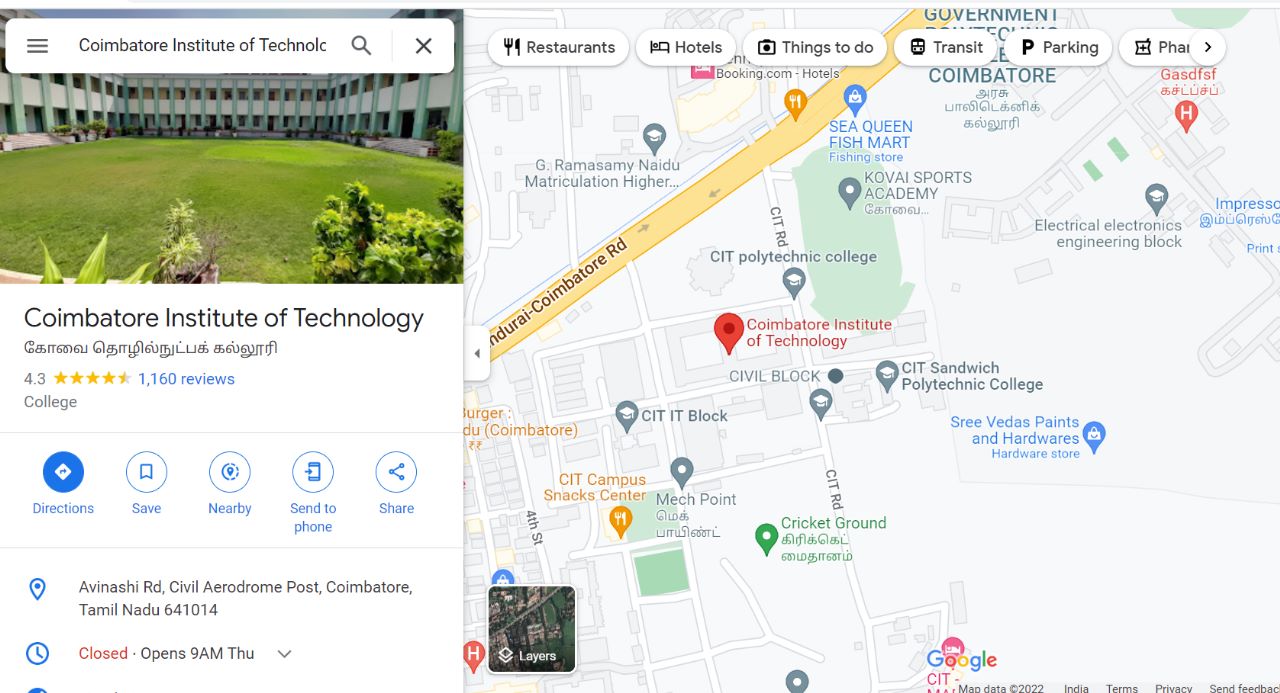 Coimbatore Institute of Technolo
Restaurants
Hotels
Things to do
Transit
Parking
Phar
Coimbatore Institute of Technology
கோவை தொழில்நுட்பக் கல்லூரி
4.3 1,160 reviews
College
Directions
Save
Nearby
Send to
phone
Share
Avinashi Rd, Civil Aerodrome Post, Coimbatore,
Tamil Nadu 641014
Closed · Opens 9AM Thu
GOVERNMENT
POLYTECHNIC
COIMBATORE
அரசு
பாலிடெக்னிக்
கல்லூரி
Booking.com - Hotels
Gasdfsf
H
SEA QUEEN
FISH MART
Fishing store
G. Ramasamy Naidu
Matriculation Higher...
KOVAI SPORTS
ACADEMY
கோவை...
Electrical electronics
engineering block
Impresso
இம்ப்ரெஸே
Print s
CIT Rd
CIT polytechnic college
ndurai-Coimbatore Rd
Coimbatore Institute
of Technology
CIVIL BLOCK
CIT Sandwich
Polytechnic College
CIT IT Block
Burger :
du (Coimbatore)
₹₹
Sree Vedas Paints
and Hardwares
Hardware store
CIT Campus
Snacks Center
Mech Point
மெக்
பாயிண்ட்
CIT Rd
4th St
Cricket Ground
கிரிக்கெட்
மைதானம்
Layers
H
Google
CIT -
Map data ©2022 India Terms Privacy Send feedbac